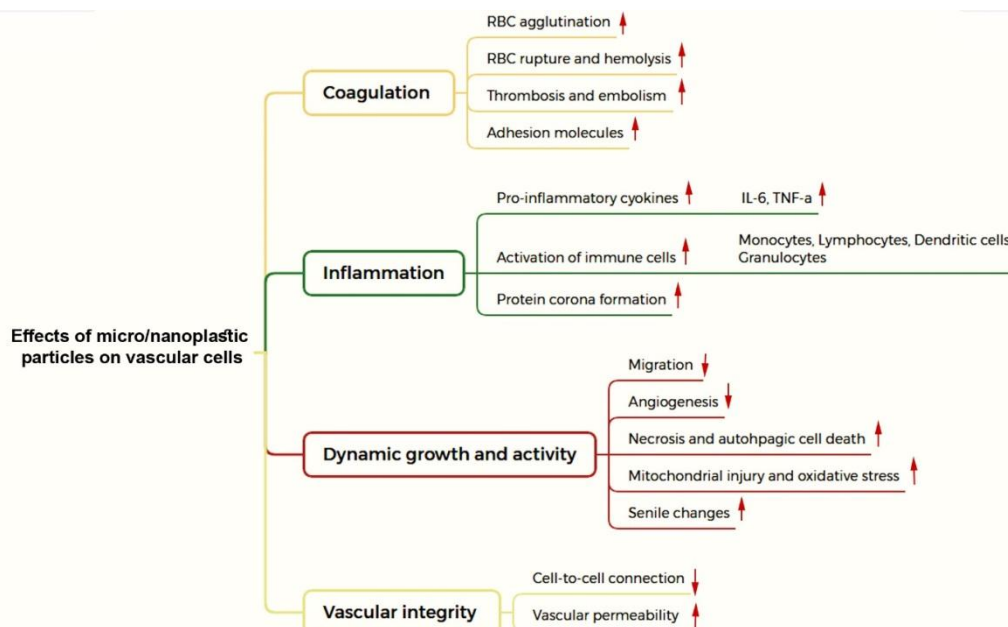 Effects of micro/nanoplastic
particles on vascular cells
Coagulation
RBC agglutination
RBC rupture and hemolysis
Thrombosis and embolism
Adhesion molecules
Inflammation
Pro-inflammatory cyokines
IL-6, TNF-a
Activation of immune cells
Monocytes, Lymphocytes, Dendritic cells
Granulocytes
Protein corona formation
Dynamic growth and activity
Migration
Angiogenesis
Necrosis and autohpagic cell death
Mitochondrial injury and oxidative stress
Senile changes
Vascular integrity
Cell-to-cell connection
Vascular permeability